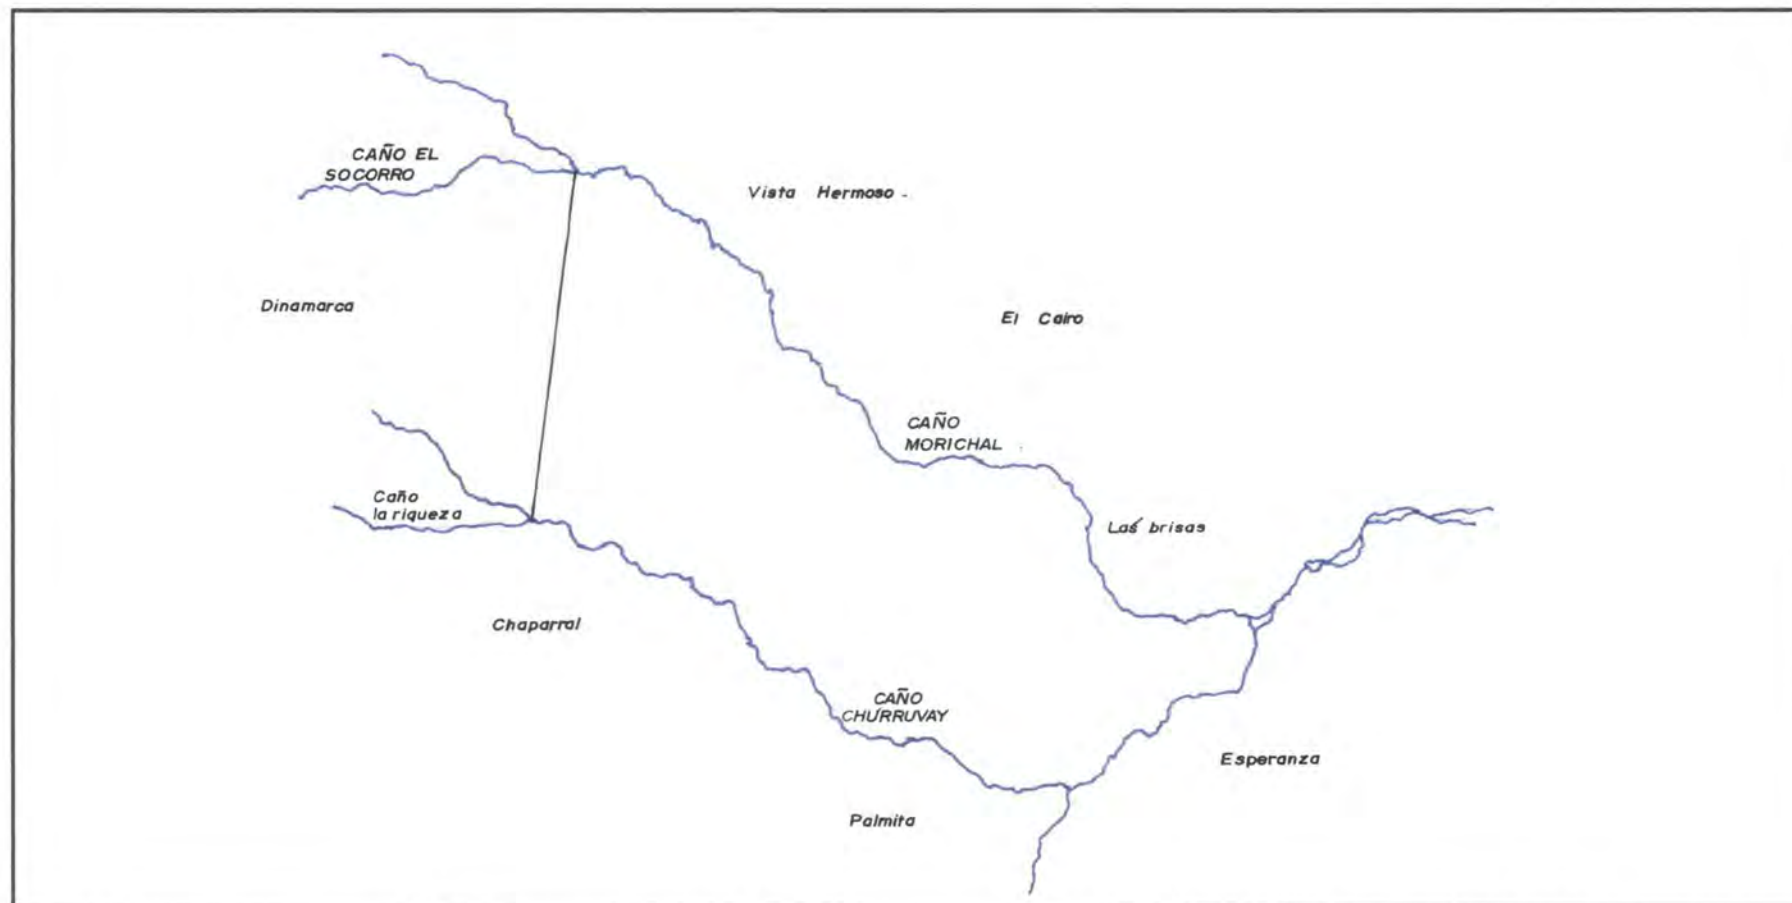 CAÑO EL
SOCORRO
Vista Hermoso
Dinamarca
El Cairo
CAÑO
MORICHAL
Caño
la riqueza
Las brisas
Chaparral
CAÑO
CHURRUVAY
Esperanza
Palmita